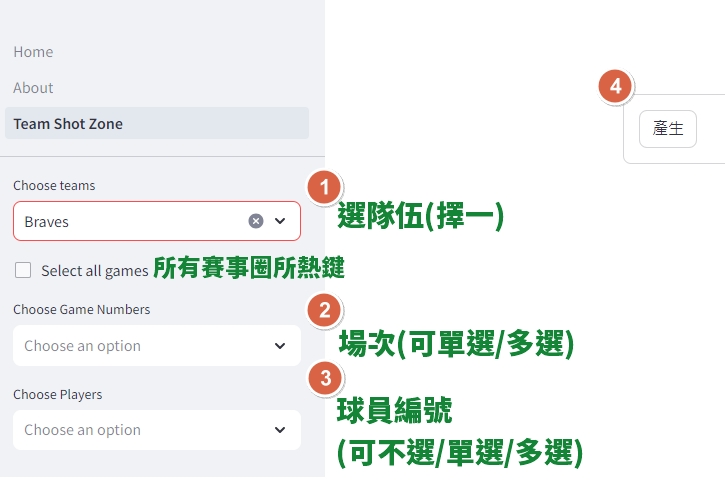 Home
About
Team Shot Zone
4
產生
Choose teams
1
Braves
選隊伍(擇一)
Select all games
所有賽事圈所熱鍵
Choose Game Numbers
2
Choose an option
場次(可單選/多選)
3
Choose Players
球員編號
Choose an option
(可不選/單選/多選)